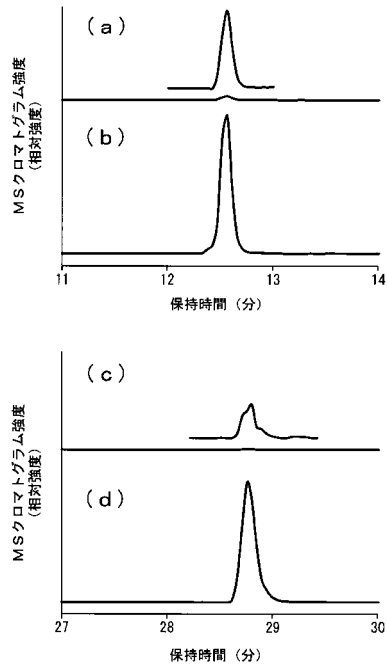 (a)
(b)
MSクロマトグラム強度
(相対強度)
11 12 13 14
保持時間 (分)
(c)
(d)
MSクロマトグラム強度
(相対強度)
27 28 29 30
保持時間 (分)